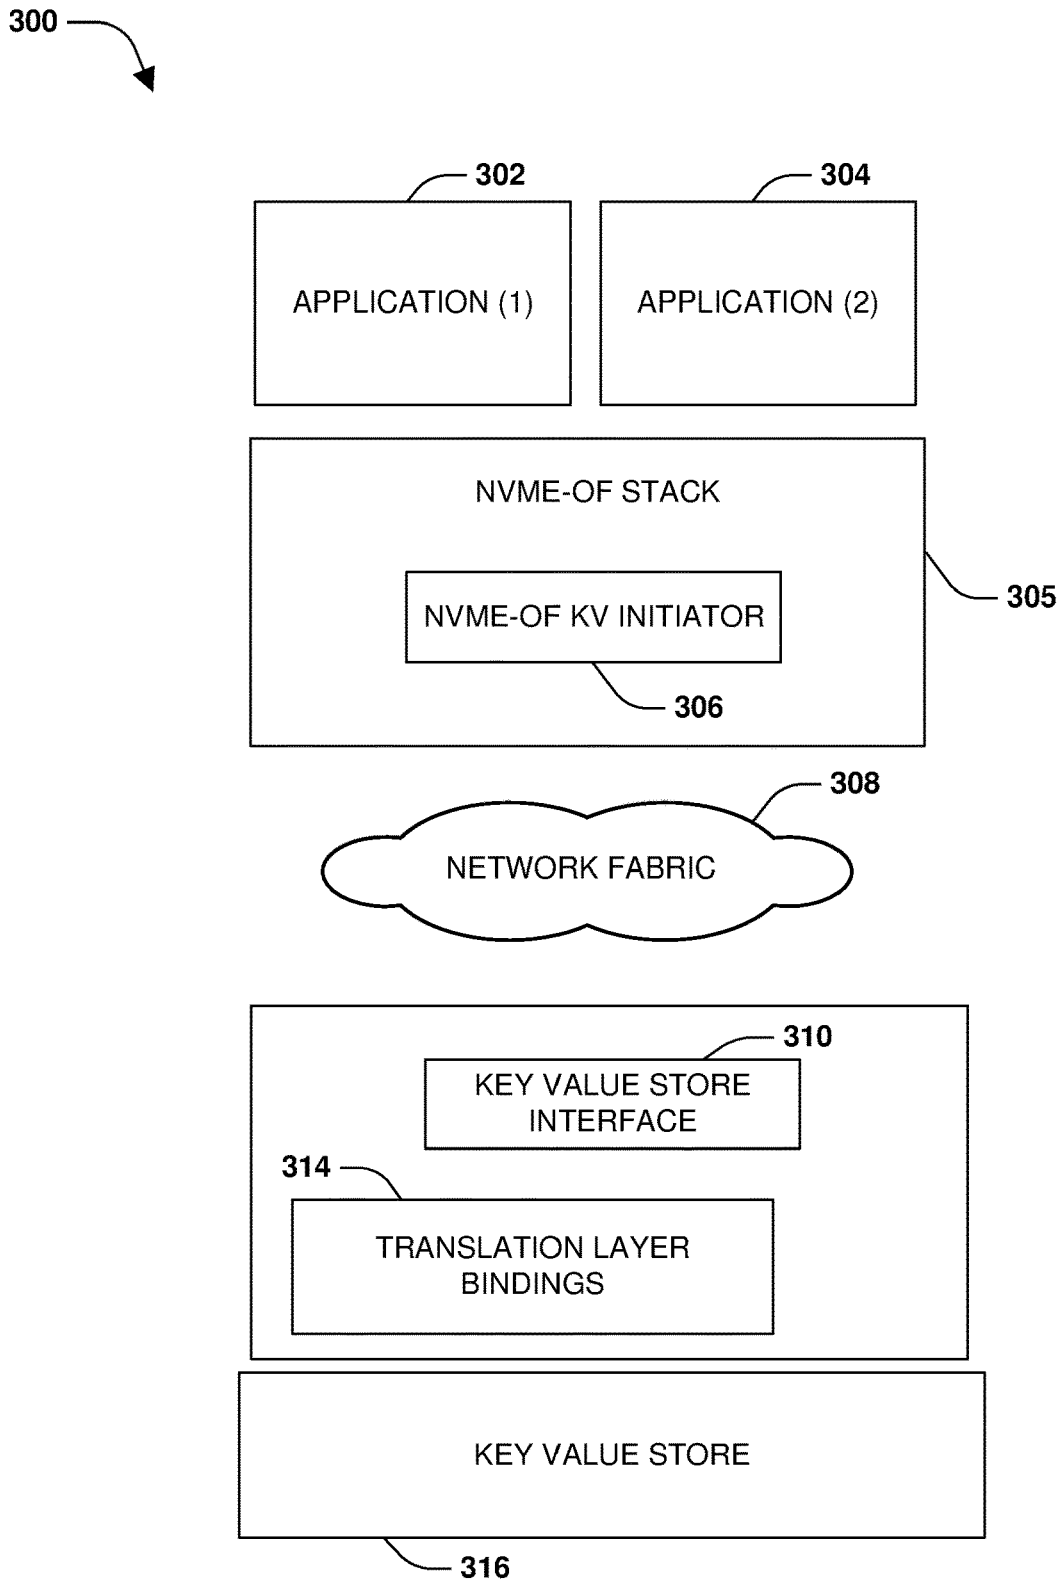 300
302
304
APPLICATION (1)
APPLICATION (2)
NVME-OF STACK
305
NVME-OF KV INITIATOR
306
308
NETWORK FABRIC
310
KEY VALUE STORE
INTERFACE
314
TRANSLATION LAYER
BINDINGS
KEY VALUE STORE
316